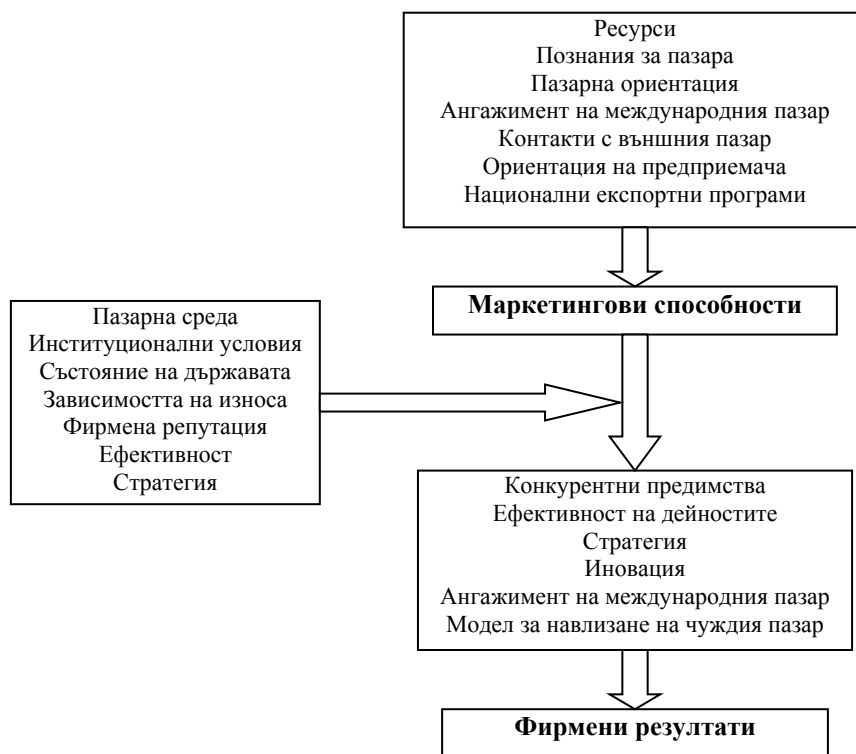 Ресурси
Познания за пазара
Пазарна ориентация
Ангажимент на международния пазар
Контакти с външния пазар
Ориентация на предприемача
Национални експортни програми
Маркетингови способности
Пазарна среда
Институционални условия
Състояние на държавата
Зависимостта на износа
Фирмена репутация
Ефективност
Стратегия
Конкурентни предимства
Ефективност на дейностите
Стратегия
Иновация
Ангажимент на международния пазар
Модел за навлизане на чуждия пазар
Фирмени резултати